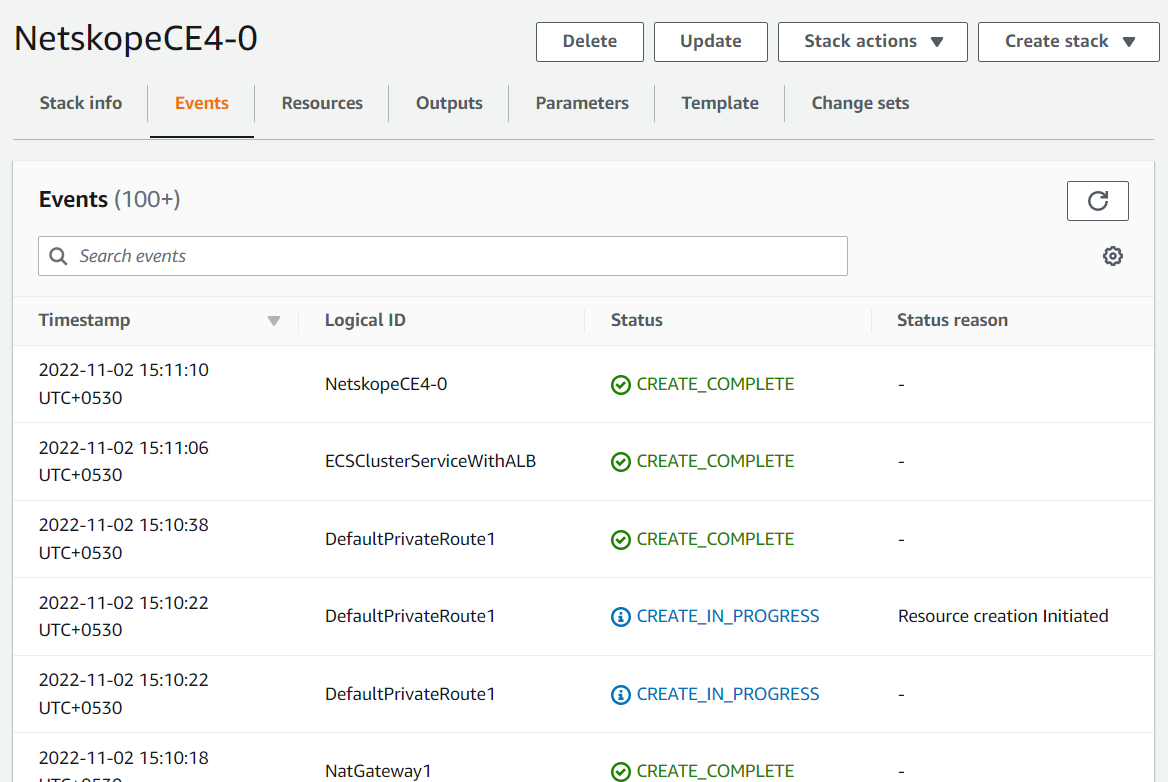 NetskopeCE4-0
Delete
Update
Stack actions
Create stack
Stack info
Events
Resources
Outputs
Parameters
Template
Change sets
Events (100+)
Search events
Timestamp
Logical ID
Status
Status reason
2022-11-02 15:11:10
UTC+0530
NetskopeCE4-0
CREATE_COMPLETE
-
2022-11-02 15:11:06
UTC+0530
ECSClusterServiceWithALB
CREATE_COMPLETE
-
2022-11-02 15:10:38
UTC+0530
DefaultPrivateRoute1
CREATE_COMPLETE
-
2022-11-02 15:10:22
UTC+0530
DefaultPrivateRoute1
CREATE_IN_PROGRESS
Resource creation Initiated
2022-11-02 15:10:22
UTC+0530
DefaultPrivateRoute1
CREATE_IN_PROGRESS
-
2022-11-02 15:10:18
UTC+0530
NatGateway1
CREATE_COMPLETE
-